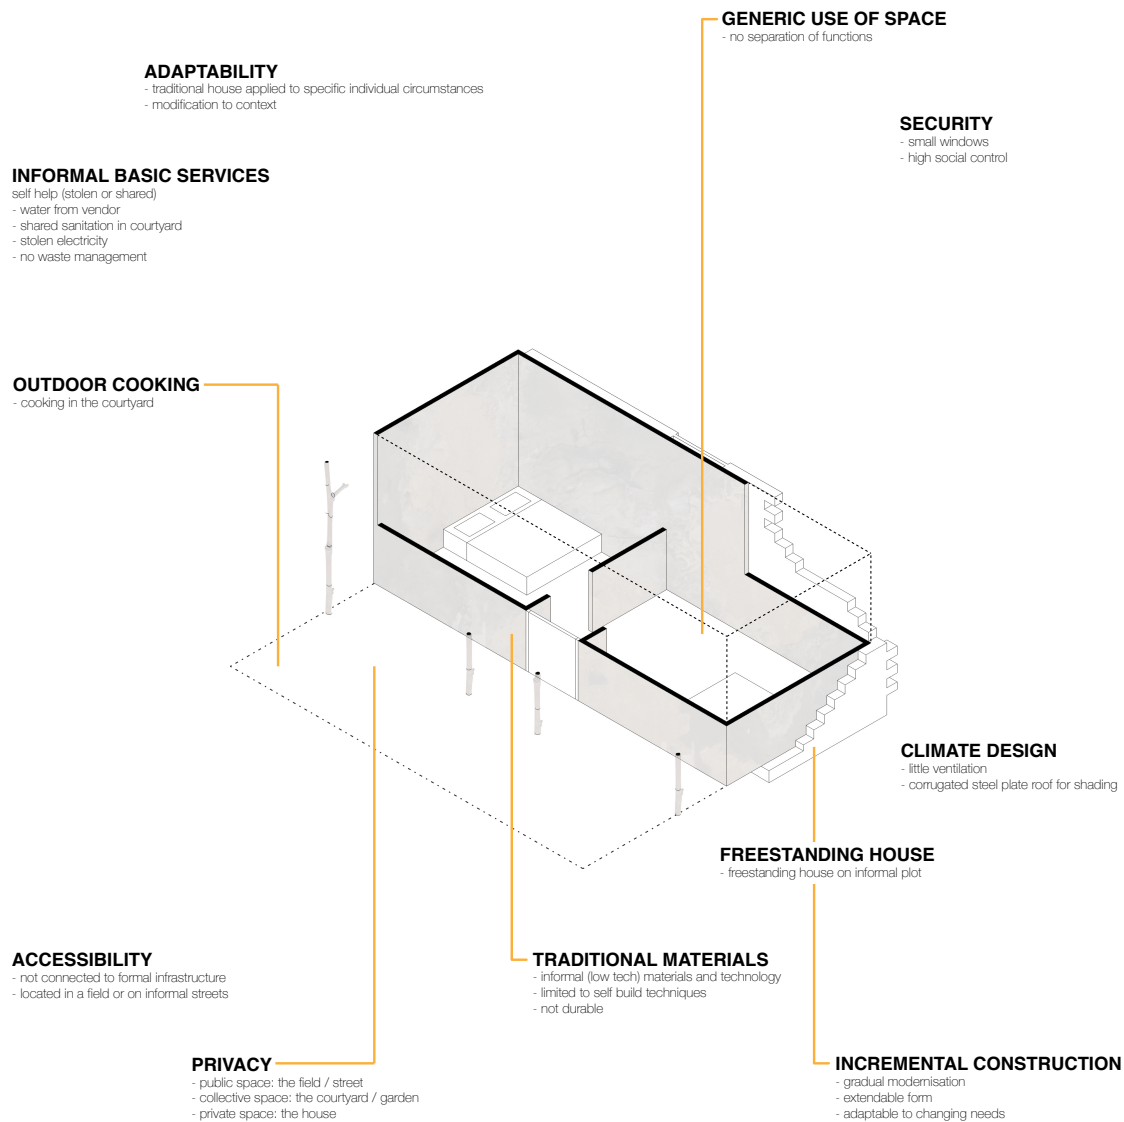 GENERIC USE OF SPACE
- no separation of functions
ADAPTABILITY
- traditional house applied to specific individual circumstances
- modification to context
SECURITY
- small windows
- high social control
INFORMAL BASIC SERVICES
self help (stolen or shared)
- water from vendor
- shared sanitation in courtyard
- stolen electricity
- no waste management
OUTDOOR COOKING
- cooking in the courtyard
CLIMATE DESIGN
- little ventilation
- corrugated steel plate roof for shading
FREESTANDING HOUSE
- freestanding house on informal plot
ACCESSIBILITY
- not connected to formal infrastructure
- located in a field or on informal streets
TRADITIONAL MATERIALS
- informal (low tech) materials and technology
- limited to self build techniques
- not durable
PRIVACY
- public space: the field / street
- collective space: the courtyard / garden
- private space: the house
INCREMENTAL CONSTRUCTION
- gradual modernisation
- extendable form
- adaptable to changing needs